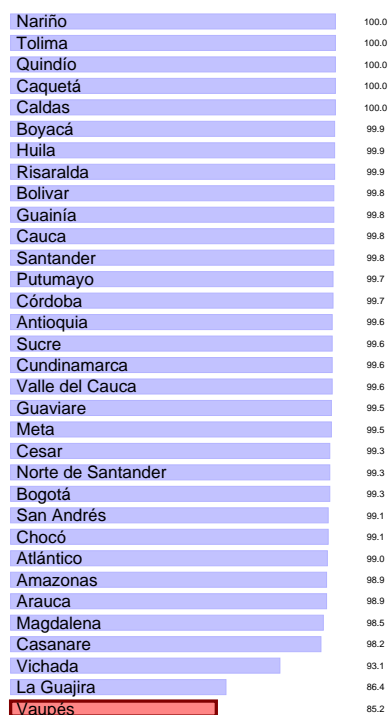 Nariño 100.0
Tolima 100.0
Quindío 100.0
Caquetá 100.0
Caldas 100.0
Boyacá 99.9
Huila 99.9
Risaralda 99.9
Bolivar 99.8
Guainía 99.8
Cauca 99.8
Santander 99.8
Putumayo 99.7
Córdoba 99.7
Antioquia 99.6
Sucre 99.6
Cundinamarca 99.6
Valle del Cauca 99.6
Guaviare 99.5
Meta 99.5
Cesar 99.3
Norte de Santander 99.3
Bogotá 99.3
San Andrés 99.1
Chocó 99.1
Atlántico 99.0
Amazonas 98.9
Arauca 98.9
Magdalena 98.5
Casanare 98.2
Vichada 93.1
La Guajira 86.4
Vaupés 85.2